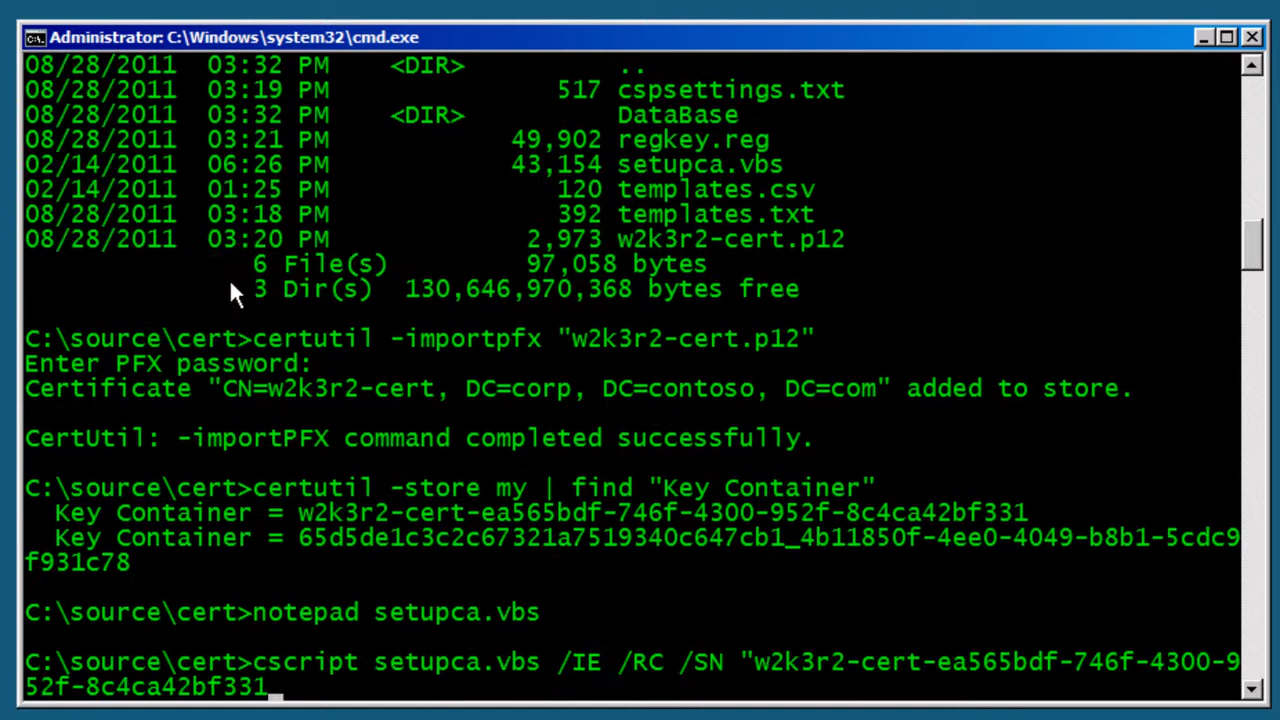 Administrator: C:\Windows\system32\cmd.exe
08/28/2011  03:32 PM    <DIR>          ..
08/28/2011  03:19 PM               517 cspsettings.txt
08/28/2011  03:32 PM    <DIR>          DataBase
08/28/2011  03:21 PM            49,902 regkey.reg
02/14/2011  06:26 PM            43,154 setupca.vbs
02/14/2011  01:25 PM               120 templates.csv
08/28/2011  03:18 PM               392 templates.txt
08/28/2011  03:20 PM             2,973 w2k3r2-cert.p12
               6 File(s)         97,058 bytes
               3 Dir(s)  130,646,970,368 bytes free
C:\source\cert>certutil -importpfx "w2k3r2-cert.p12"
Enter PFX password:
Certificate "CN=w2k3r2-cert, DC=corp, DC=contoso, DC=com" added to store.
CertUtil: -importPFX command completed successfully.
C:\source\cert>certutil -store my | find "Key Container"
  Key Container = w2k3r2-cert-ea565bdf-746f-4300-952f-8c4ca42bf331
  Key Container = 65d5de1c3c2c67321a7519340c647cb1_4b11850f-4ee0-4049-b8b1-5cdc9
f931c78
C:\source\cert>notepad setupca.vbs
C:\source\cert>cscript setupca.vbs /IE /RC /SN "w2k3r2-cert-ea565bdf-746f-4300-9
52f-8c4ca42bf331